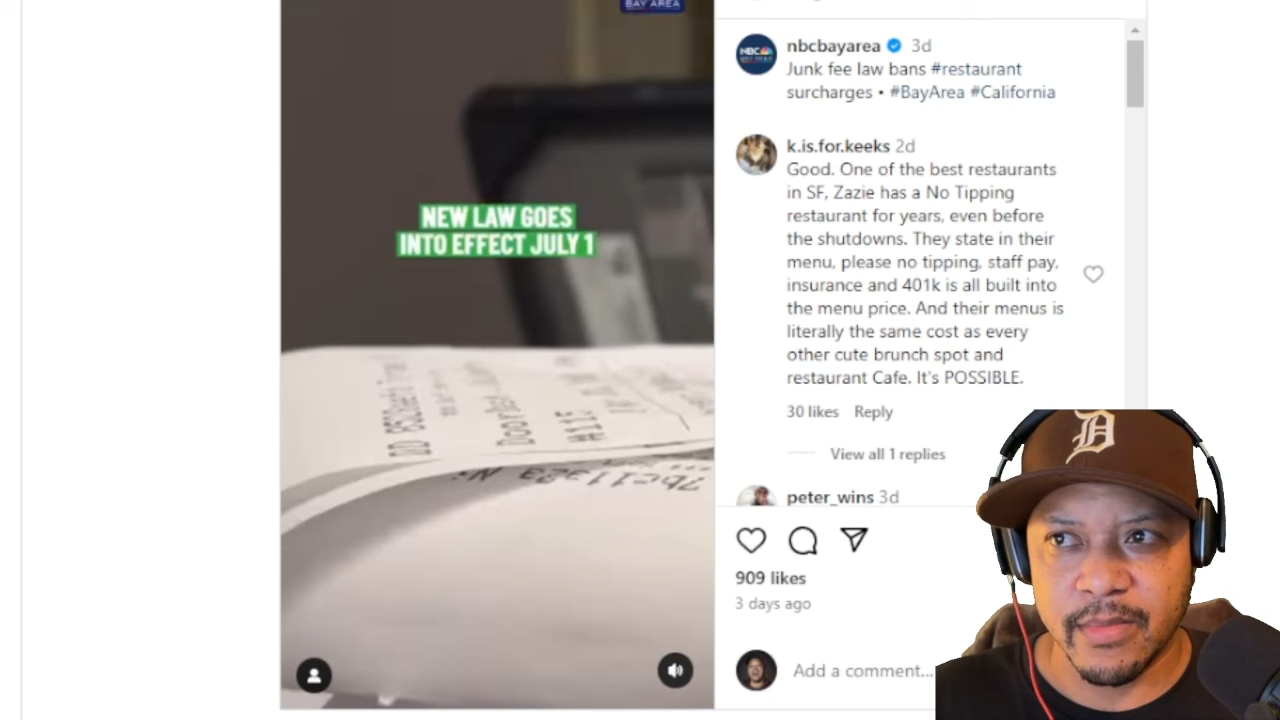 BAY AREA
NEW LAW GOES
INTO EFFECT JULY 1
DoorDash
#115
nbcbayarea 3d
Junk fee law bans #restaurant
surcharges • #BayArea #California
k.is.for.keeks 2d
Good. One of the best restaurants
in SF, Zazie has a No Tipping
restaurant for years, even before
the shutdowns. They state in their
menu, please no tipping, staff pay,
insurance and 401k is all built into
the menu price. And their menus is
literally the same cost as every
other cute brunch spot and
restaurant Cafe. It's POSSIBLE.
30 likes Reply
View all 1 replies
peter_wins 3d
909 likes
3 days ago
Add a comment...
NBC
D